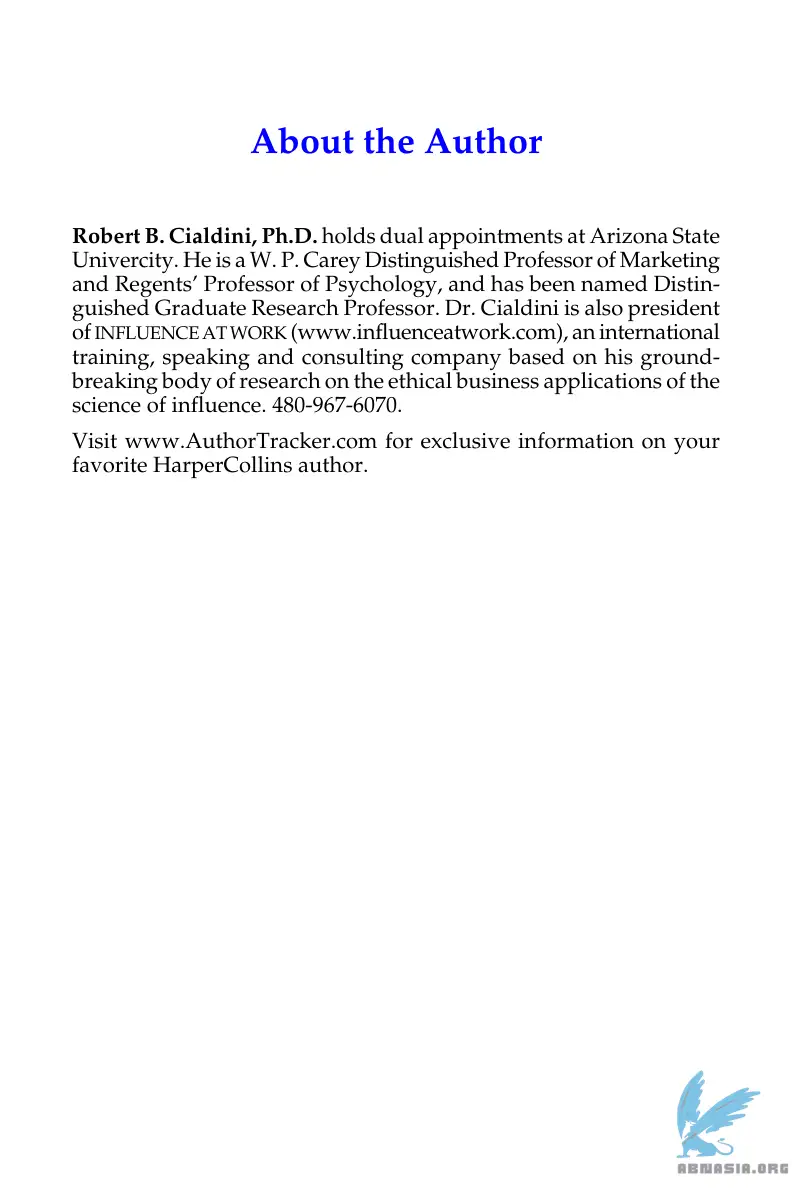 About the Author
Robert B. Cialdini, Ph.D. holds dual appointments at Arizona State
Univercity. He is a W. P. Carey Distinguished Professor of Marketing
and Regents’ Professor of Psychology, and has been named Distin-
guished Graduate Research Professor. Dr. Cialdini is also president
of INFLUENCE AT WORK (www.influenceatwork.com), an international
training, speaking and consulting company based on his ground-
breaking body of research on the ethical business applications of the
science of influence. 480-967-6070.
Visit www.AuthorTracker.com for exclusive information on your
favorite HarperCollins author.
ABNASIA.ORG